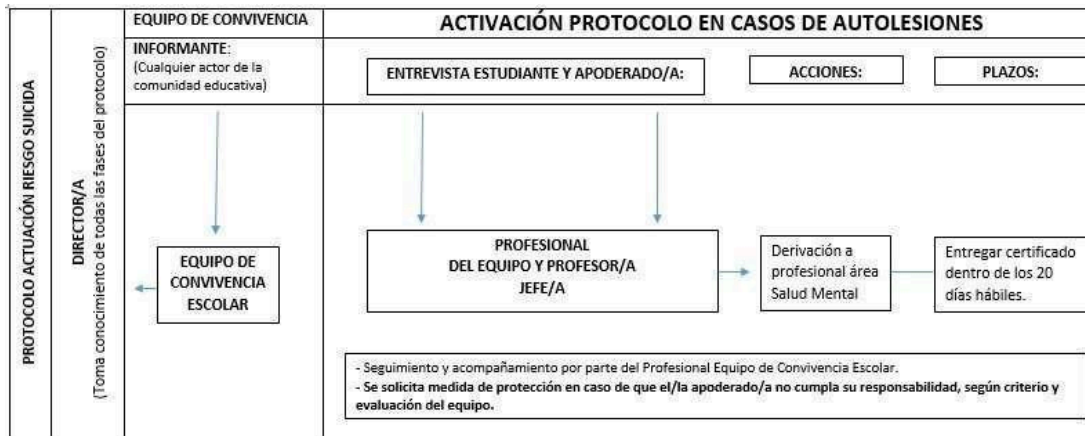 PROTOCOLO ACTUACIÓN RIESGO SUICIDA
DIRECTOR/A
(Toma conocimiento de todas las fases del protocolo)
EQUIPO DE CONVIVENCIA
INFORMANTE:
(Cualquier actor de la
comunidad educativa)
EQUIPO DE
CONVIVENCIA
ESCOLAR
ACTIVACIÓN PROTOCOLO EN CASOS DE AUTOLESIONES
ENTREVISTA ESTUDIANTE Y APODERADO/A:
ACCIONES:
PLAZOS:
PROFESIONAL
DEL EQUIPO Y PROFESOR/A
JEFE/A
Derivación a
profesional área
Salud Mental
Entregar certificado
dentro de los 20
días hábiles.
- Seguimiento y acompañamiento por parte del Profesional Equipo de Convivencia Escolar.
- Se solicita medida de protección en caso de que el/la apoderado/a no cumpla su responsabilidad, según criterio y
evaluación del equipo.